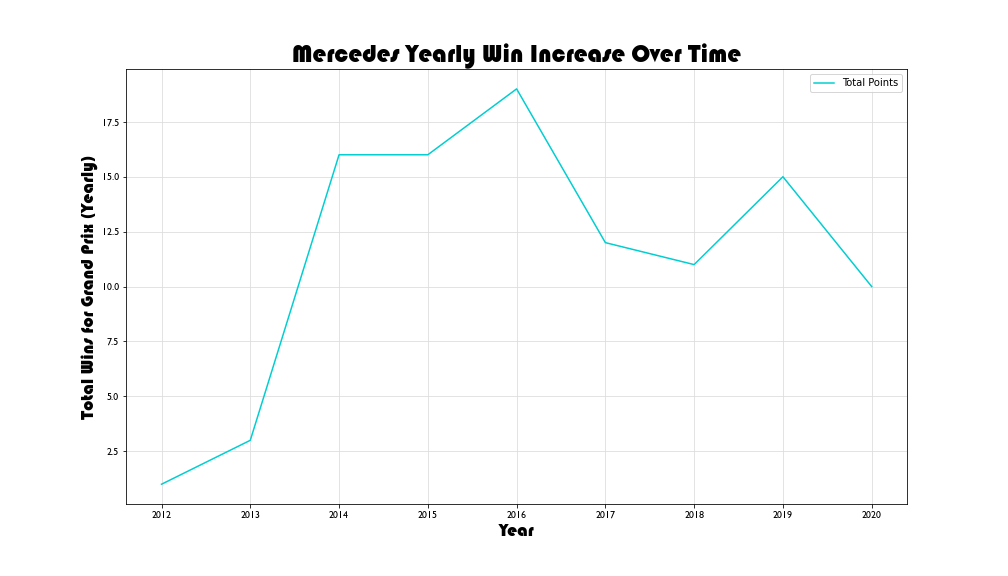 Mercedes Yearly Win Increase Over Time
Total Points
Total Wins for Grand Prix (Yearly)
17.5
15.0
12.5
10.0
7.5
5.0
2.5
2012 2013 2014 2015 2016 2017 2018 2019 2020
Year